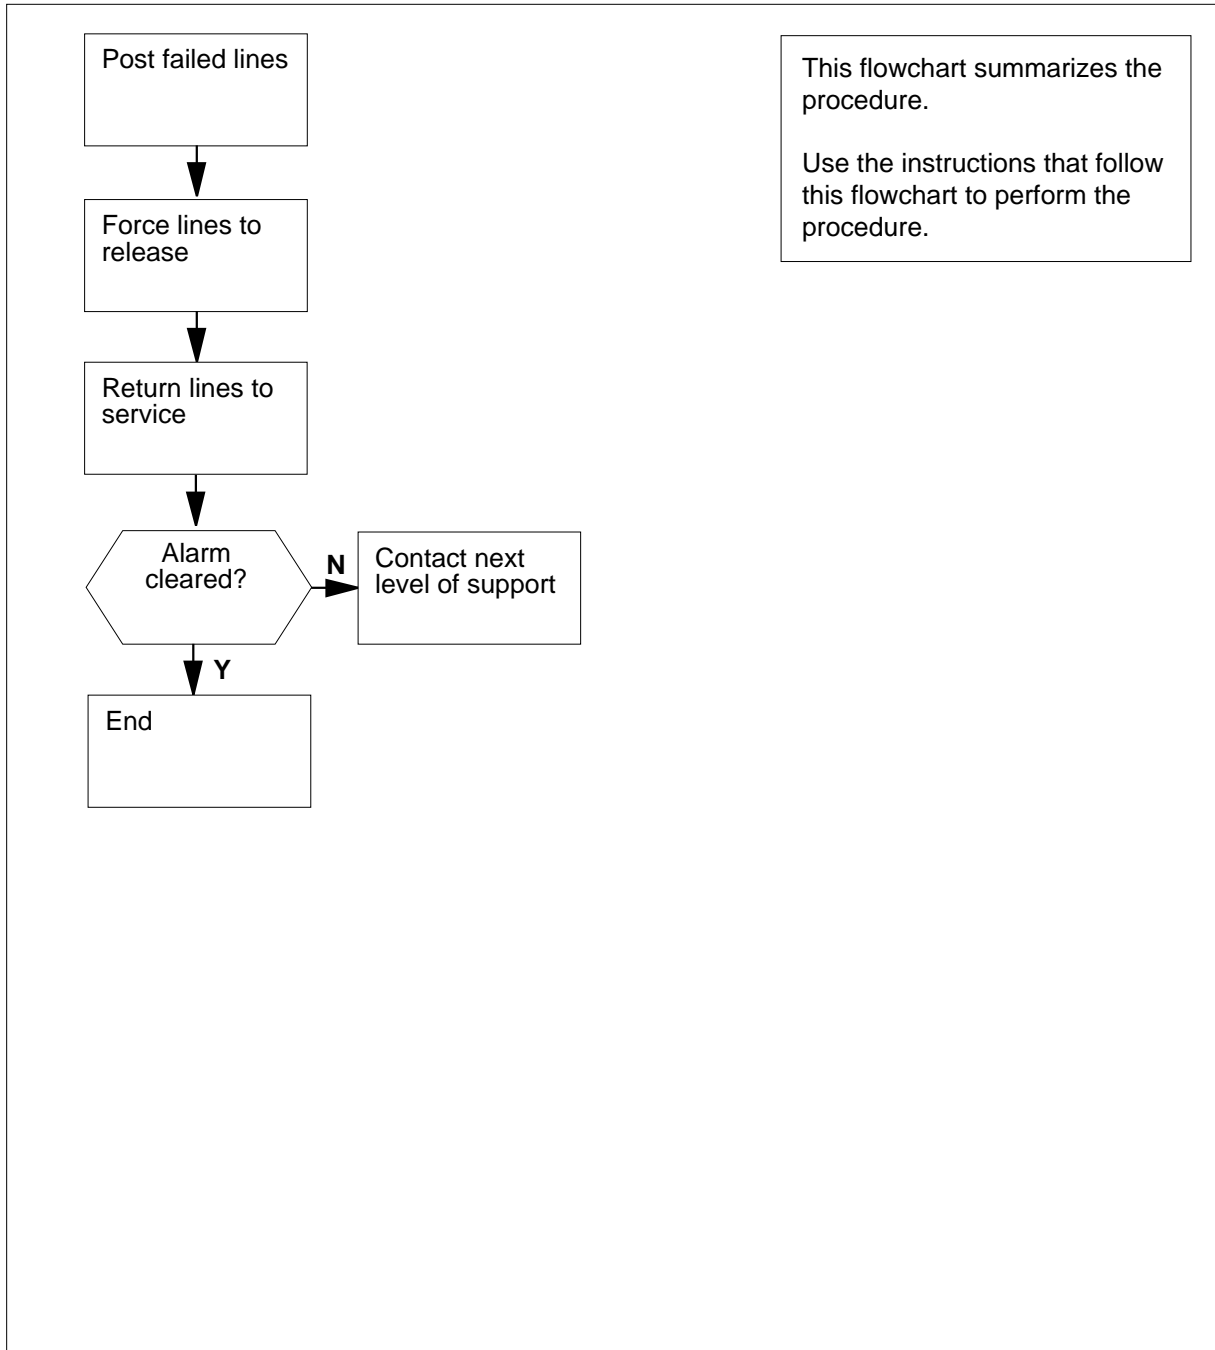 Post failed lines
Force lines to
release
Return lines to
service
Alarm
cleared?
N
Contact next
level of support
Y
End
This flowchart summarizes the
procedure.
Use the instructions that follow
this flowchart to perform the
procedure.